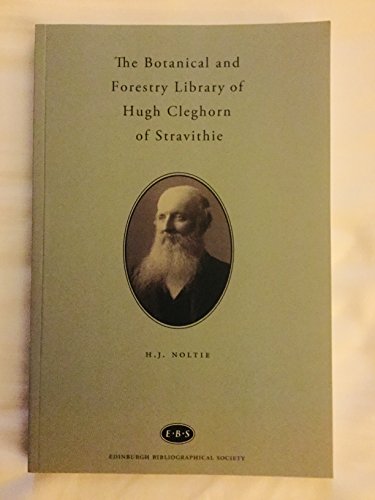 The Botanical and
Forestry Library of
Hugh Cleghorn
of Stravithie
H.J. NOLTIE
E·B·S
EDINBURGH BIBLIOGRAPHICAL SOCIETY